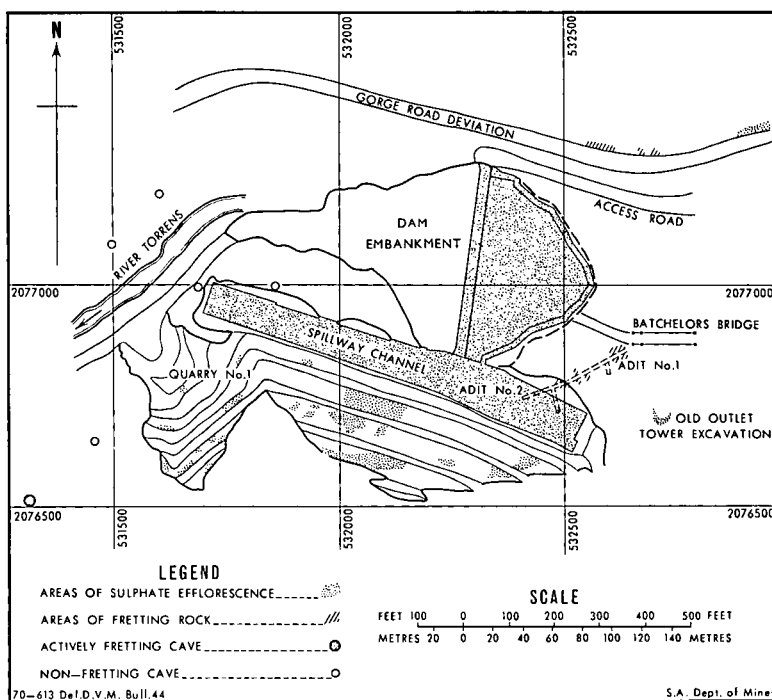 531500
532000
532500
N
GORGE ROAD DEVIATION
ACCESS ROAD
DAM
EMBANKMENT
RIVER TORRENS
2077000
BATCHELORS BRIDGE
SPILLWAY CHANNEL
QUARRY No.1
ADIT No.2
ADIT No.1
OLD OUTLET
TOWER EXCAVATION
2076500
2076500
531500
532000
532500
LEGEND
AREAS OF SULPHATE EFFLORESCENCE
AREAS OF FRETTING ROCK
ACTIVELY FRETTING CAVE
NON—FRETTING CAVE
SCALE
FEET 100 0 100 200 300 400 500 FEET
METRES 20 0 20 40 60 80 100 120 140 METRES
70—613 Del.D.V.M. Bull.44
S.A. Dept. of Mines